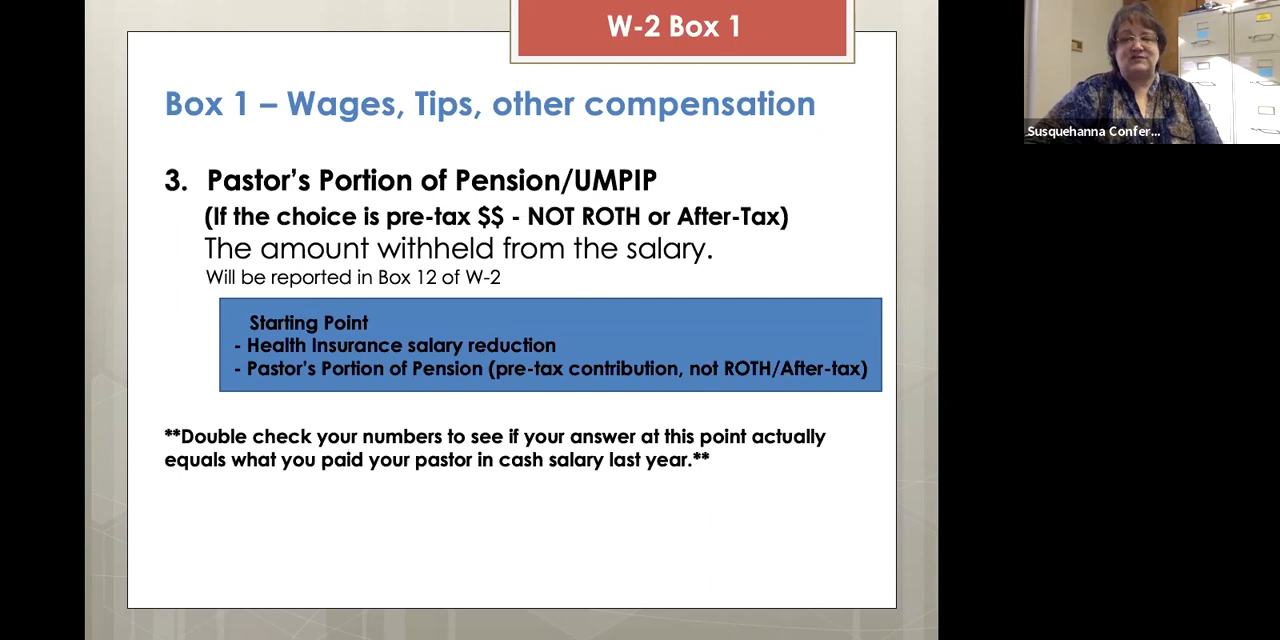 W-2 Box 1
Box 1 – Wages, Tips, other compensation
3. Pastor’s Portion of Pension/UMPIP
(If the choice is pre-tax $$ - NOT ROTH or After-Tax)
The amount withheld from the salary.
Will be reported in Box 12 of W-2
Starting Point
- Health Insurance salary reduction
- Pastor’s Portion of Pension (pre-tax contribution, not ROTH/After-tax)
**Double check your numbers to see if your answer at this point actually
equals what you paid your pastor in cash salary last year.**
Susquehanna Confer...